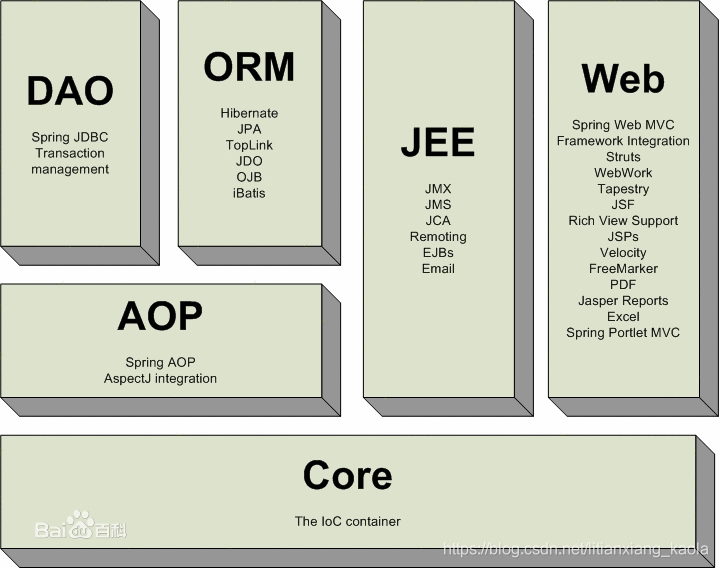 DAO
Spring JDBC
Transaction
management
ORM
Hibernate
JPA
TopLink
JDO
OJB
iBatis
JEE
JMX
JMS
JCA
Remoting
EJBs
Email
Web
Spring Web MVC
Framework Integration
Struts
WebWork
Tapestry
JSF
Rich View Support
JSPs
Velocity
FreeMarker
PDF
Jasper Reports
Excel
Spring Portlet MVC
AOP
Spring AOP
AspectJ integration
Core
The IoC container
Baidu百科
https://blog.csdn.net/litianxiang_kaola